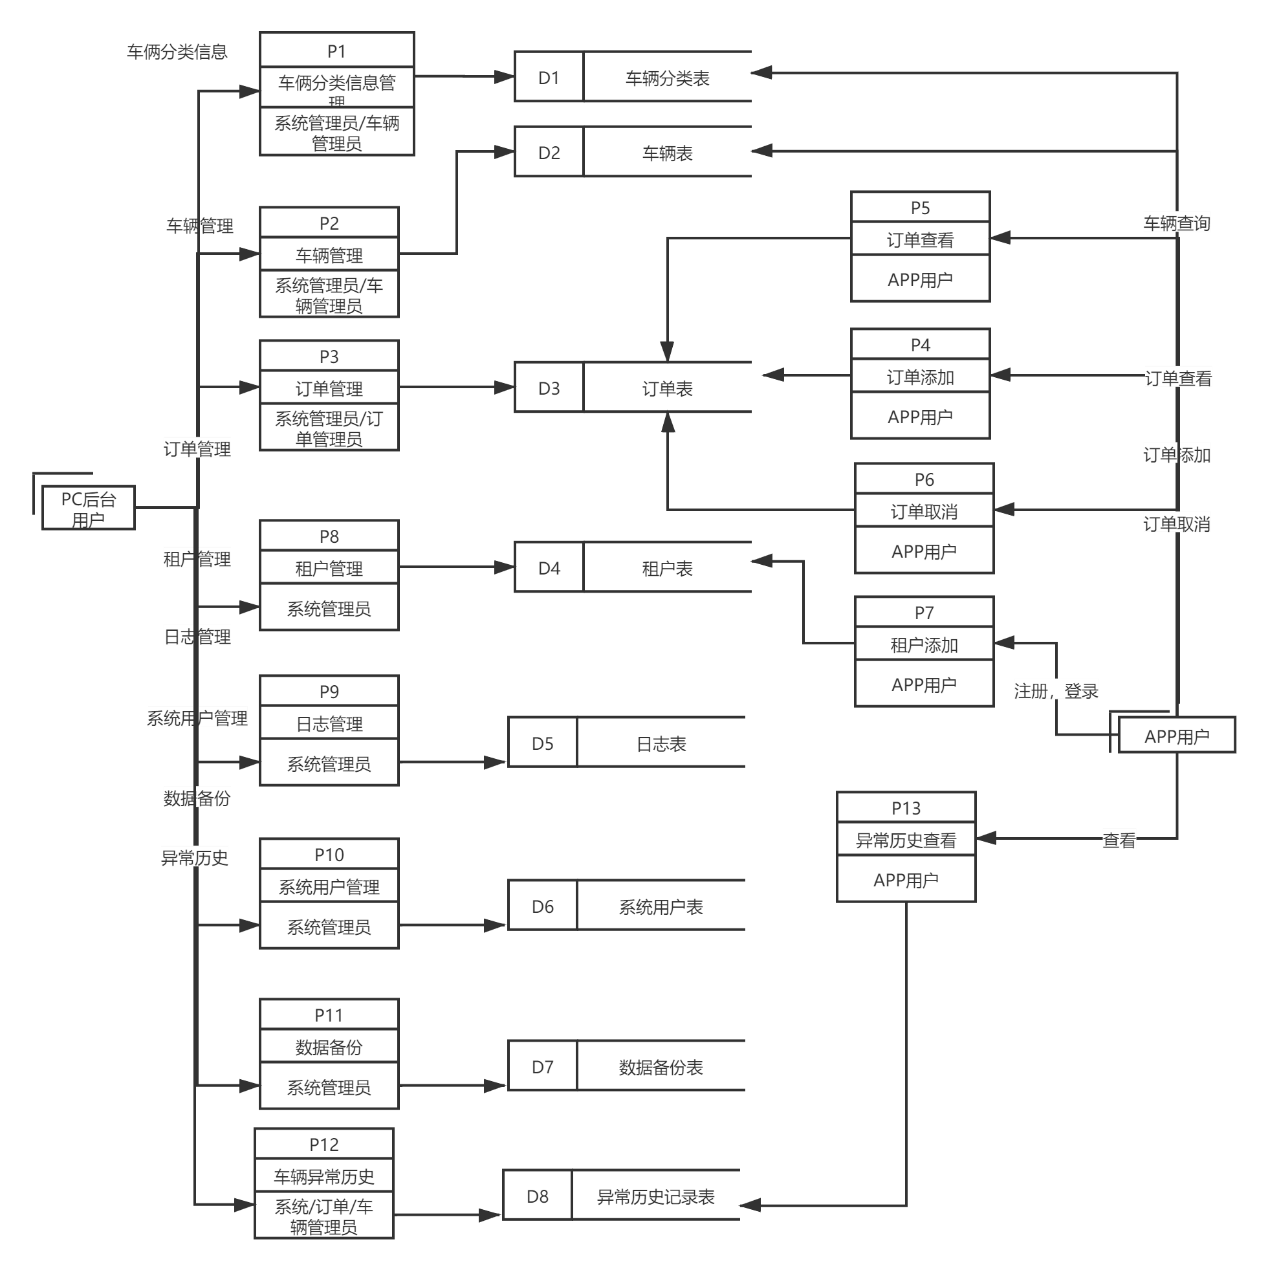 车俩分类信息
P1
车俩分类信息管
理
系统管理员/车辆
管理员
D1
车辆分类表
D2
车辆表
车辆管理
P2
车辆管理
系统管理员/车
辆管理员
P5
订单查看
APP用户
车辆查询
P3
订单管理
系统管理员/订
单管理员
D3
订单表
P4
订单添加
APP用户
订单查看
订单管理
订单添加
PC后台
用户
P6
订单取消
APP用户
订单取消
租户管理
P8
租户管理
系统管理员
D4
租户表
日志管理
P7
租户添加
APP用户
注册，登录
系统用户管理
P9
日志管理
系统管理员
D5
日志表
APP用户
数据备份
P13
异常历史查看
APP用户
查看
异常历史
P10
系统用户管理
系统管理员
D6
系统用户表
P11
数据备份
系统管理员
D7
数据备份表
P12
车辆异常历史
系统/订单/车
辆管理员
D8
异常历史记录表